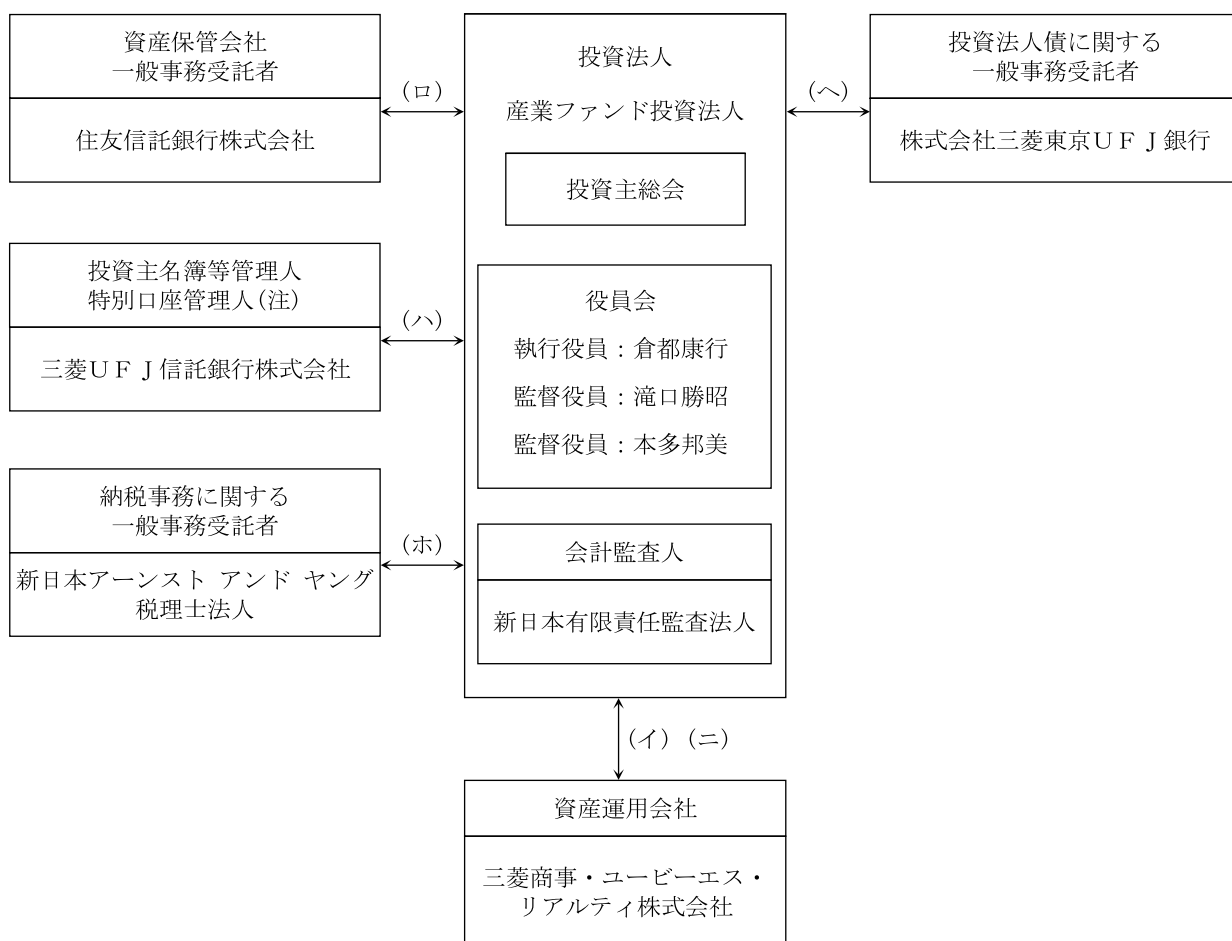 資産保管会社
一般事務受託者
住友信託銀行株式会社
(ロ)
投資法人
産業ファンド投資法人
投資主総会
(ヘ)
投資法人債に関する
一般事務受託者
株式会社三菱東京UFJ銀行
投資主名簿等管理人
特別口座管理人(注)
三菱UFJ信託銀行株式会社
(ハ)
役員会
執行役員:倉都康行
監督役員:滝口勝昭
監督役員:本多邦美
納税事務に関する
一般事務受託者
新日本アーンスト アンド ヤング
税理士法人
(ホ)
会計監査人
新日本有限責任監査法人
(イ)(ニ)
資産運用会社
三菱商事・ユービーエス・
リアルティ株式会社